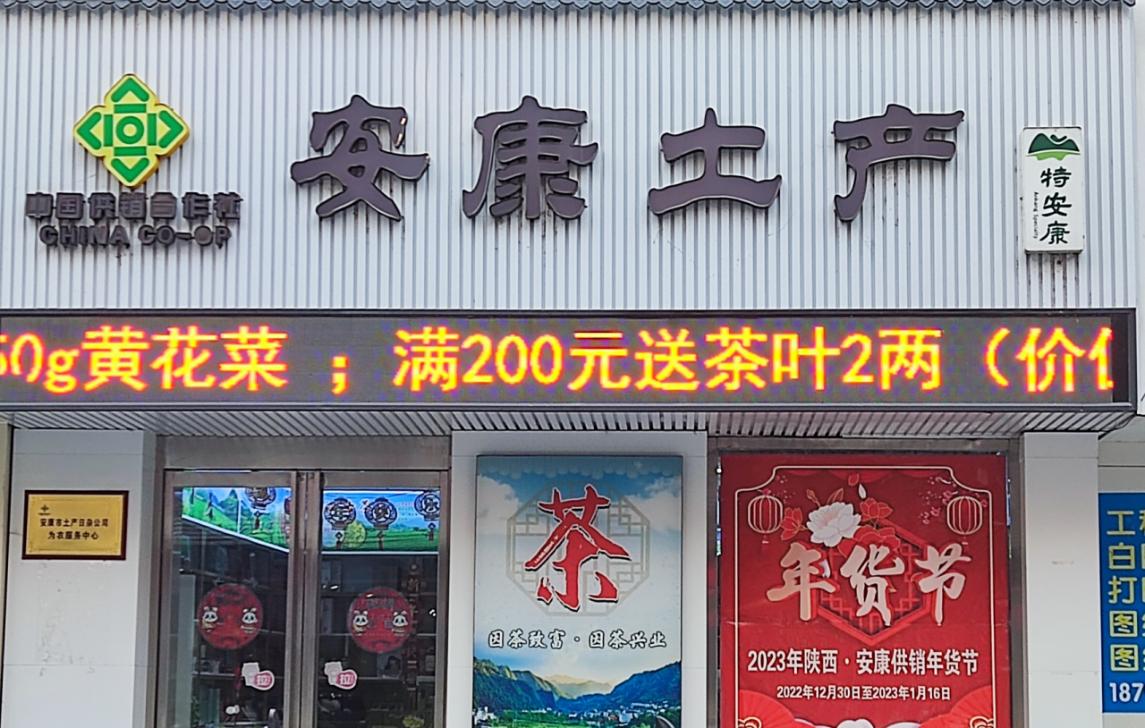 安康土产
中国供销合作社
CHINA CO-OP
特安康
50g黄花菜 ；满200元送茶叶2两（价值
安康市土产日杂公司
为农服务中心
拉!
拉!
茶
因茶致富·因茶兴业
年货节
2023年陕西·安康供销年货节
2022年12月30日至2023年1月16日
工程
白
打
图
图
187